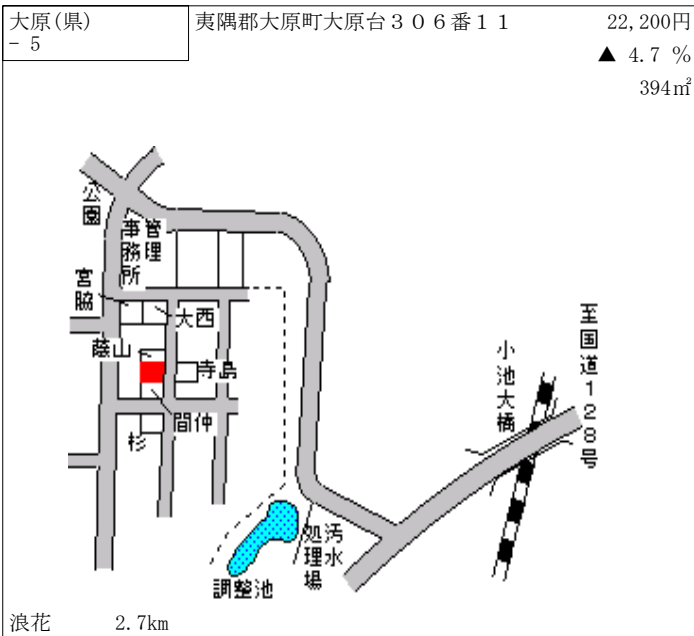 大原(県)
- 5
夷隅郡大原町大原台３０６番１１
22,200円
▲ 4.7 %
394㎡
公園
管理
事務所
宮脇
大西
蔭山
寺島
間仲
杉
小池大橋
至国道１２８号
汚水
処理場
調整池
浪花 2.7km